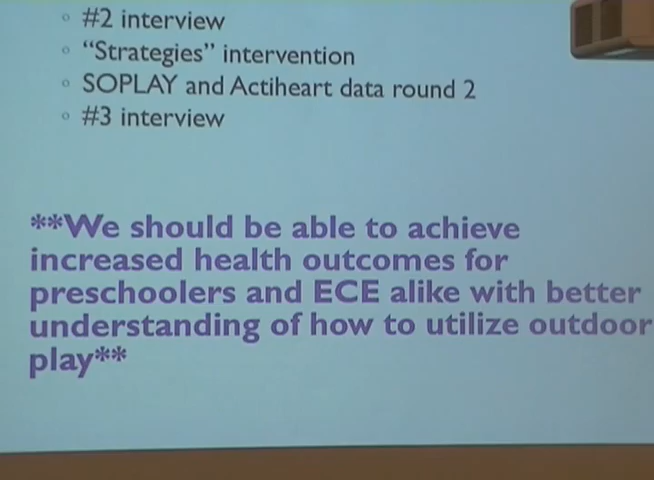 ◦ #2 interview
◦ “Strategies” intervention
◦ SOPLAY and Actiheart data round 2
◦ #3 interview
**We should be able to achieve
increased health outcomes for
preschoolers and ECE alike with better
understanding of how to utilize outdoor
play**